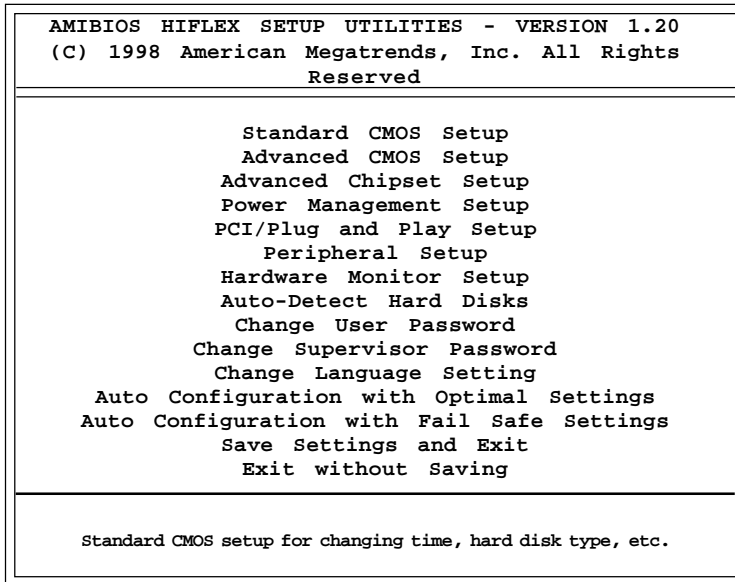 AMIBIOS HIFLEX SETUP UTILITIES - VERSION 1.20
(C) 1998 American Megatrends, Inc. All Rights
Reserved
Standard CMOS Setup
Advanced CMOS Setup
Advanced Chipset Setup
Power Management Setup
PCI/Plug and Play Setup
Peripheral Setup
Hardware Monitor Setup
Auto-Detect Hard Disks
Change User Password
Change Supervisor Password
Change Language Setting
Auto Configuration with Optimal Settings
Auto Configuration with Fail Safe Settings
Save Settings and Exit
Exit without Saving
Standard CMOS setup for changing time, hard disk type, etc.